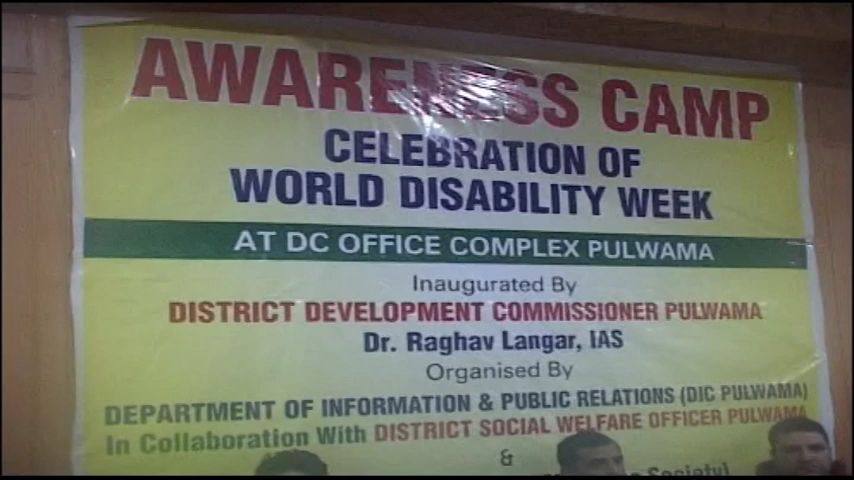 AWARENESS CAMP
CELEBRATION OF
WORLD DISABILITY WEEK
AT DC OFFICE COMPLEX PULWAMA
Inaugurated By
DISTRICT DEVELOPMENT COMMISSIONER PULWAMA
Dr. Raghav Langar, IAS
Organised By
DEPARTMENT OF INFORMATION & PUBLIC RELATIONS (DIC PULWAMA)
In Collaboration With DISTRICT SOCIAL WELFARE OFFICER PULWAMA
&
Society)